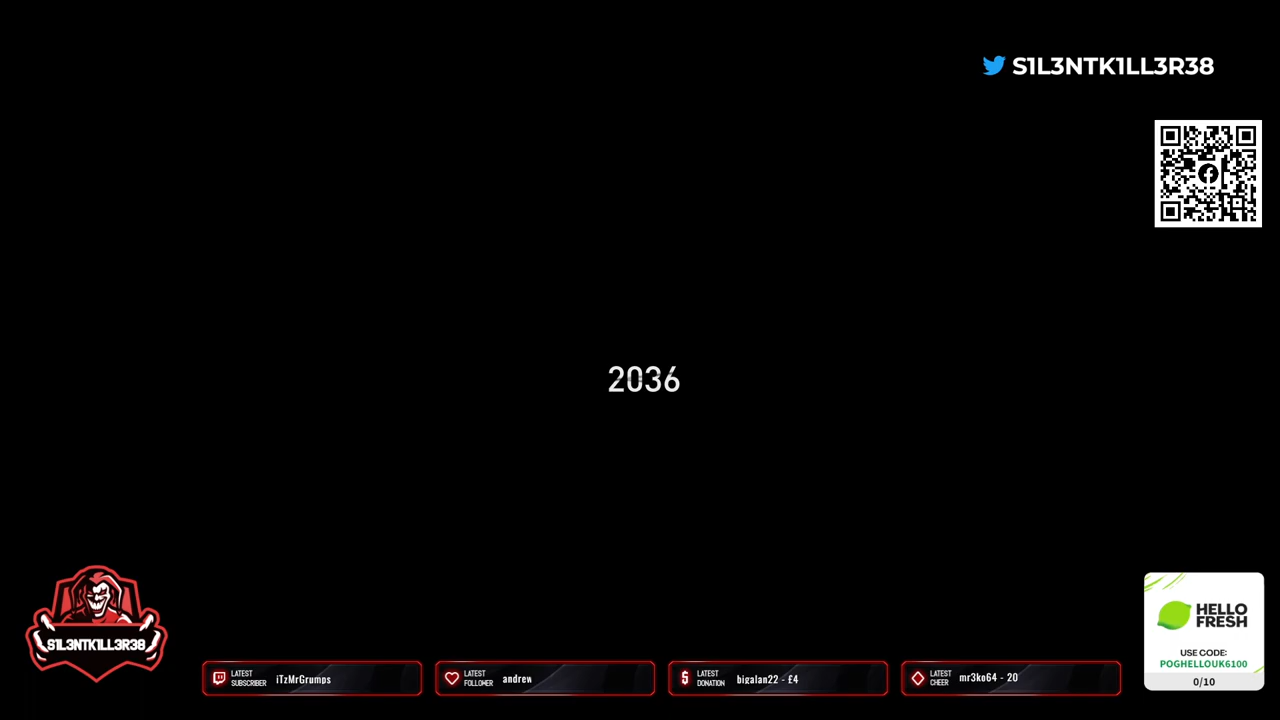 S1L3NTK1LL3R38
2036
S1L3NTK1LL3R38
LATEST
SUBSCRIBER
iTzMrGrumps
LATEST
FOLLOWER
andrew
LATEST
DONATION
bigalan22 - £4
LATEST
CHEER
mr3ko64 - 20
HELLO
FRESH
USE CODE:
POGHELLOUK6100
0/10